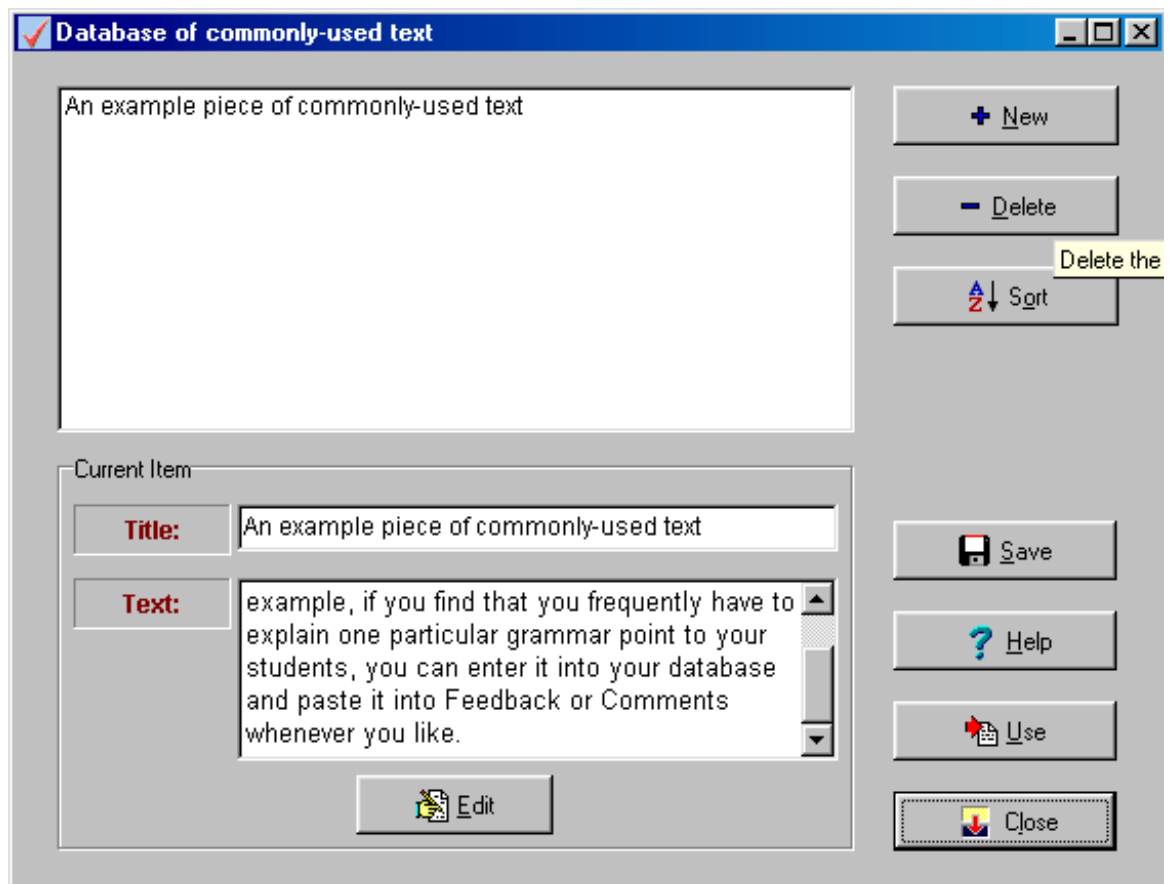 Database of commonly-used text
An example piece of commonly-used text
New
Delete
Delete the
Sort
Current Item
Title:
An example piece of commonly-used text
Text:
example, if you find that you frequently have to
explain one particular grammar point to your
students, you can enter it into your database
and paste it into Feedback or Comments
whenever you like.
Edit
Save
Help
Use
Close